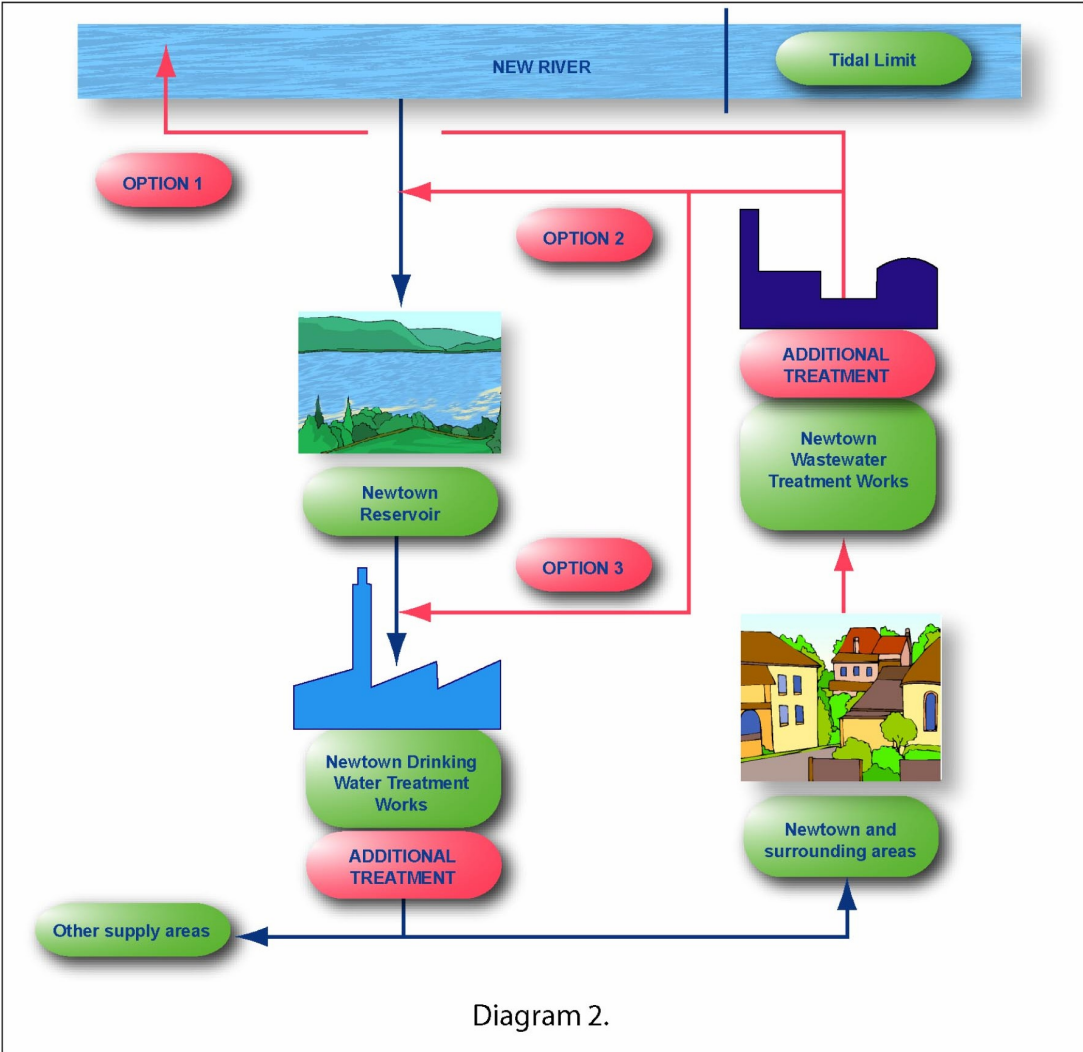 NEW RIVER
Tidal Limit
OPTION 1
OPTION 2
ADDITIONAL
TREATMENT
Newtown
Wastewater
Treatment Works
Newtown
Reservoir
OPTION 3
Newtown Drinking
Water Treatment
Works
ADDITIONAL
TREATMENT
Newtown and
surrounding areas
Other supply areas
Diagram 2.